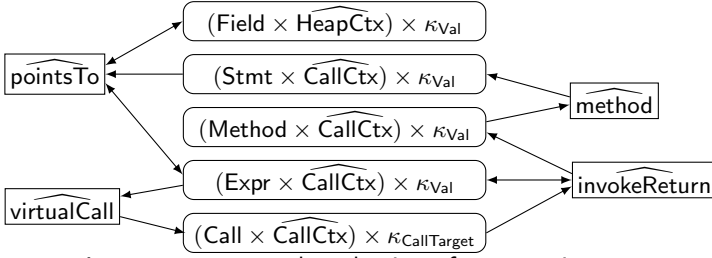 (Field × HeapCtx) × κVal
pointsTo
(Stmt × CallCtx) × κVal
method
(Method × CallCtx) × κVal
(Expr × CallCtx) × κVal
invokeReturn
virtualCall
(Call × CallCtx) × κCallTarget